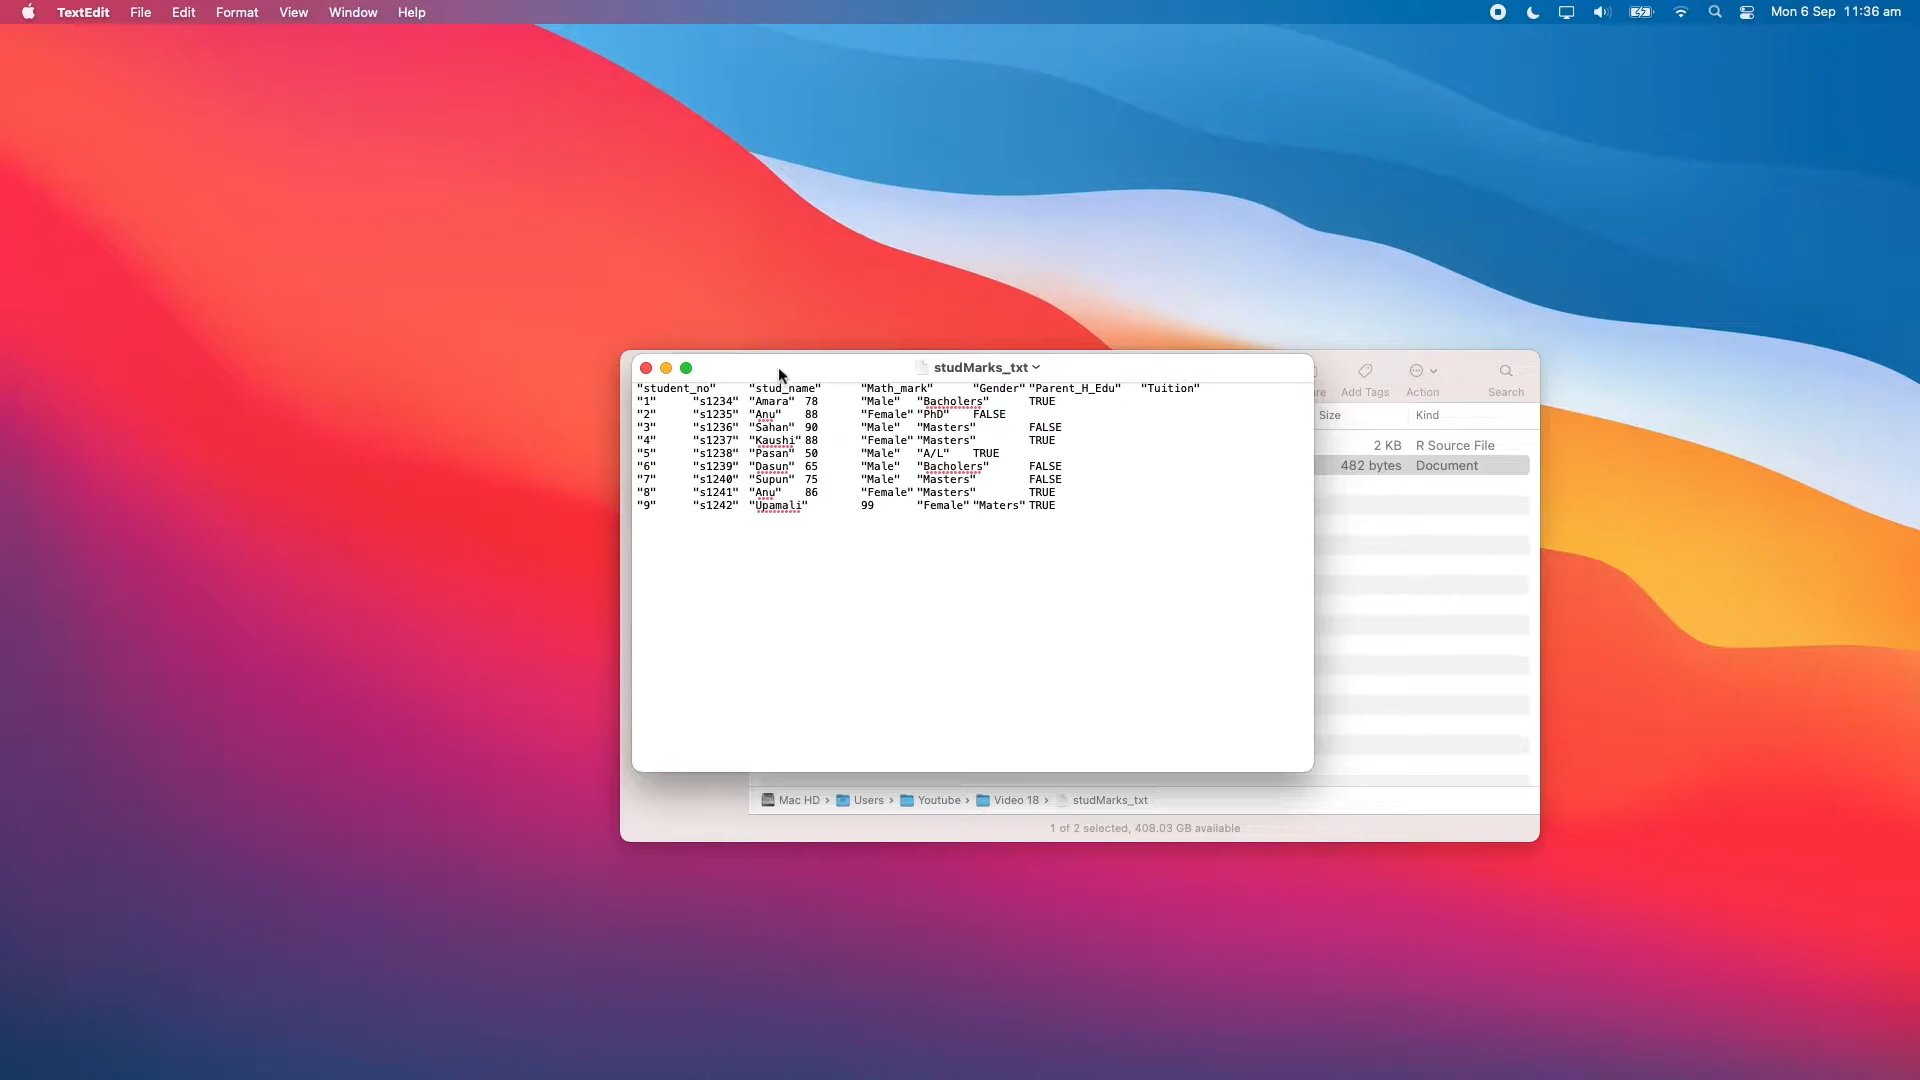 TextEdit File Edit Format View Window Help Mon 6 Sep 11:36 am
studMarks_txt
"student_no" "stud_name" "Math_mark" "Gender" "Parent_H_Edu" "Tuition"
"1" "s1234" "Amara" 78 "Male" "Bacholers" TRUE
"2" "s1235" "Anu" 88 "Female" "PhD" FALSE
"3" "s1236" "Sahan" 90 "Male" "Masters" FALSE
"4" "s1237" "Kaushi" 88 "Female" "Masters" TRUE
"5" "s1238" "Pasan" 50 "Male" "A/L" TRUE
"6" "s1239" "Dasun" 65 "Male" "Bacholers" FALSE
"7" "s1240" "Supun" 75 "Male" "Masters" FALSE
"8" "s1241" "Anu" 86 "Female" "Masters" TRUE
"9" "s1242" "Upamali" 99 "Female" "Maters" TRUE
Add Tags Action Search
Size Kind
2 KB R Source File
482 bytes Document
Mac HD › Users › Youtube › Video 18 › studMarks_txt
1 of 2 selected, 408.03 GB available